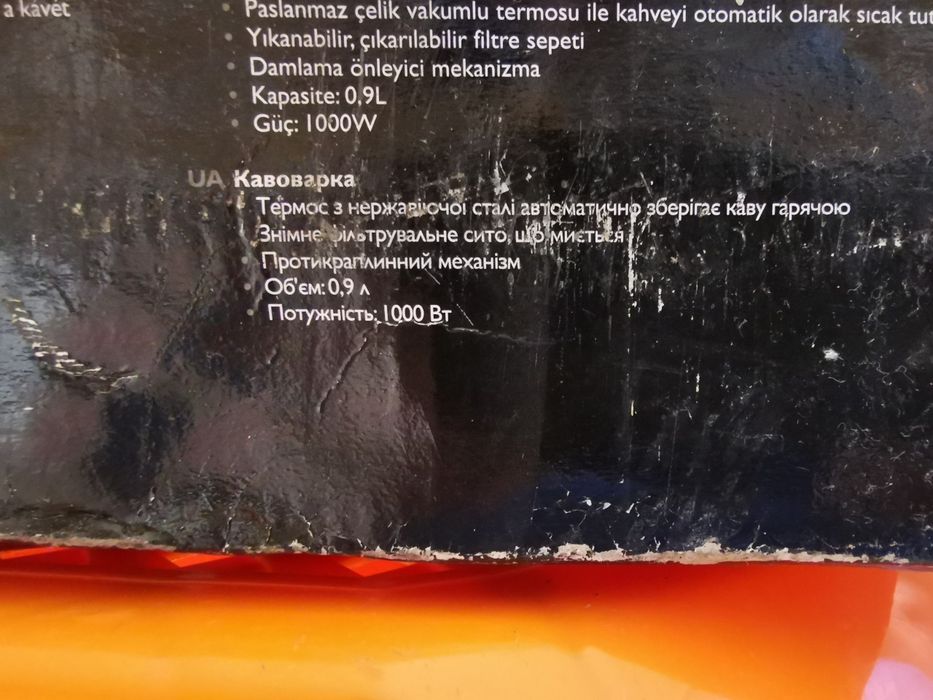 a kávét
Paslanmaz çelik vakumlu termosu ile kahveyi otomatik olarak sıcak tut
• Yıkanabilir, çıkarılabilir filtre sepeti
• Damlama önleyici mekanizma
• Kapasite: 0,9L
• Güç: 1000W
UA Кавоварка
Термос з нержавіючої сталі автоматично зберігає каву гарячою
Знімне фільтрувальне сито, що миється
• Протикраплинний механізм
• Об'єм: 0,9 л
• Потужність: 1000 Вт